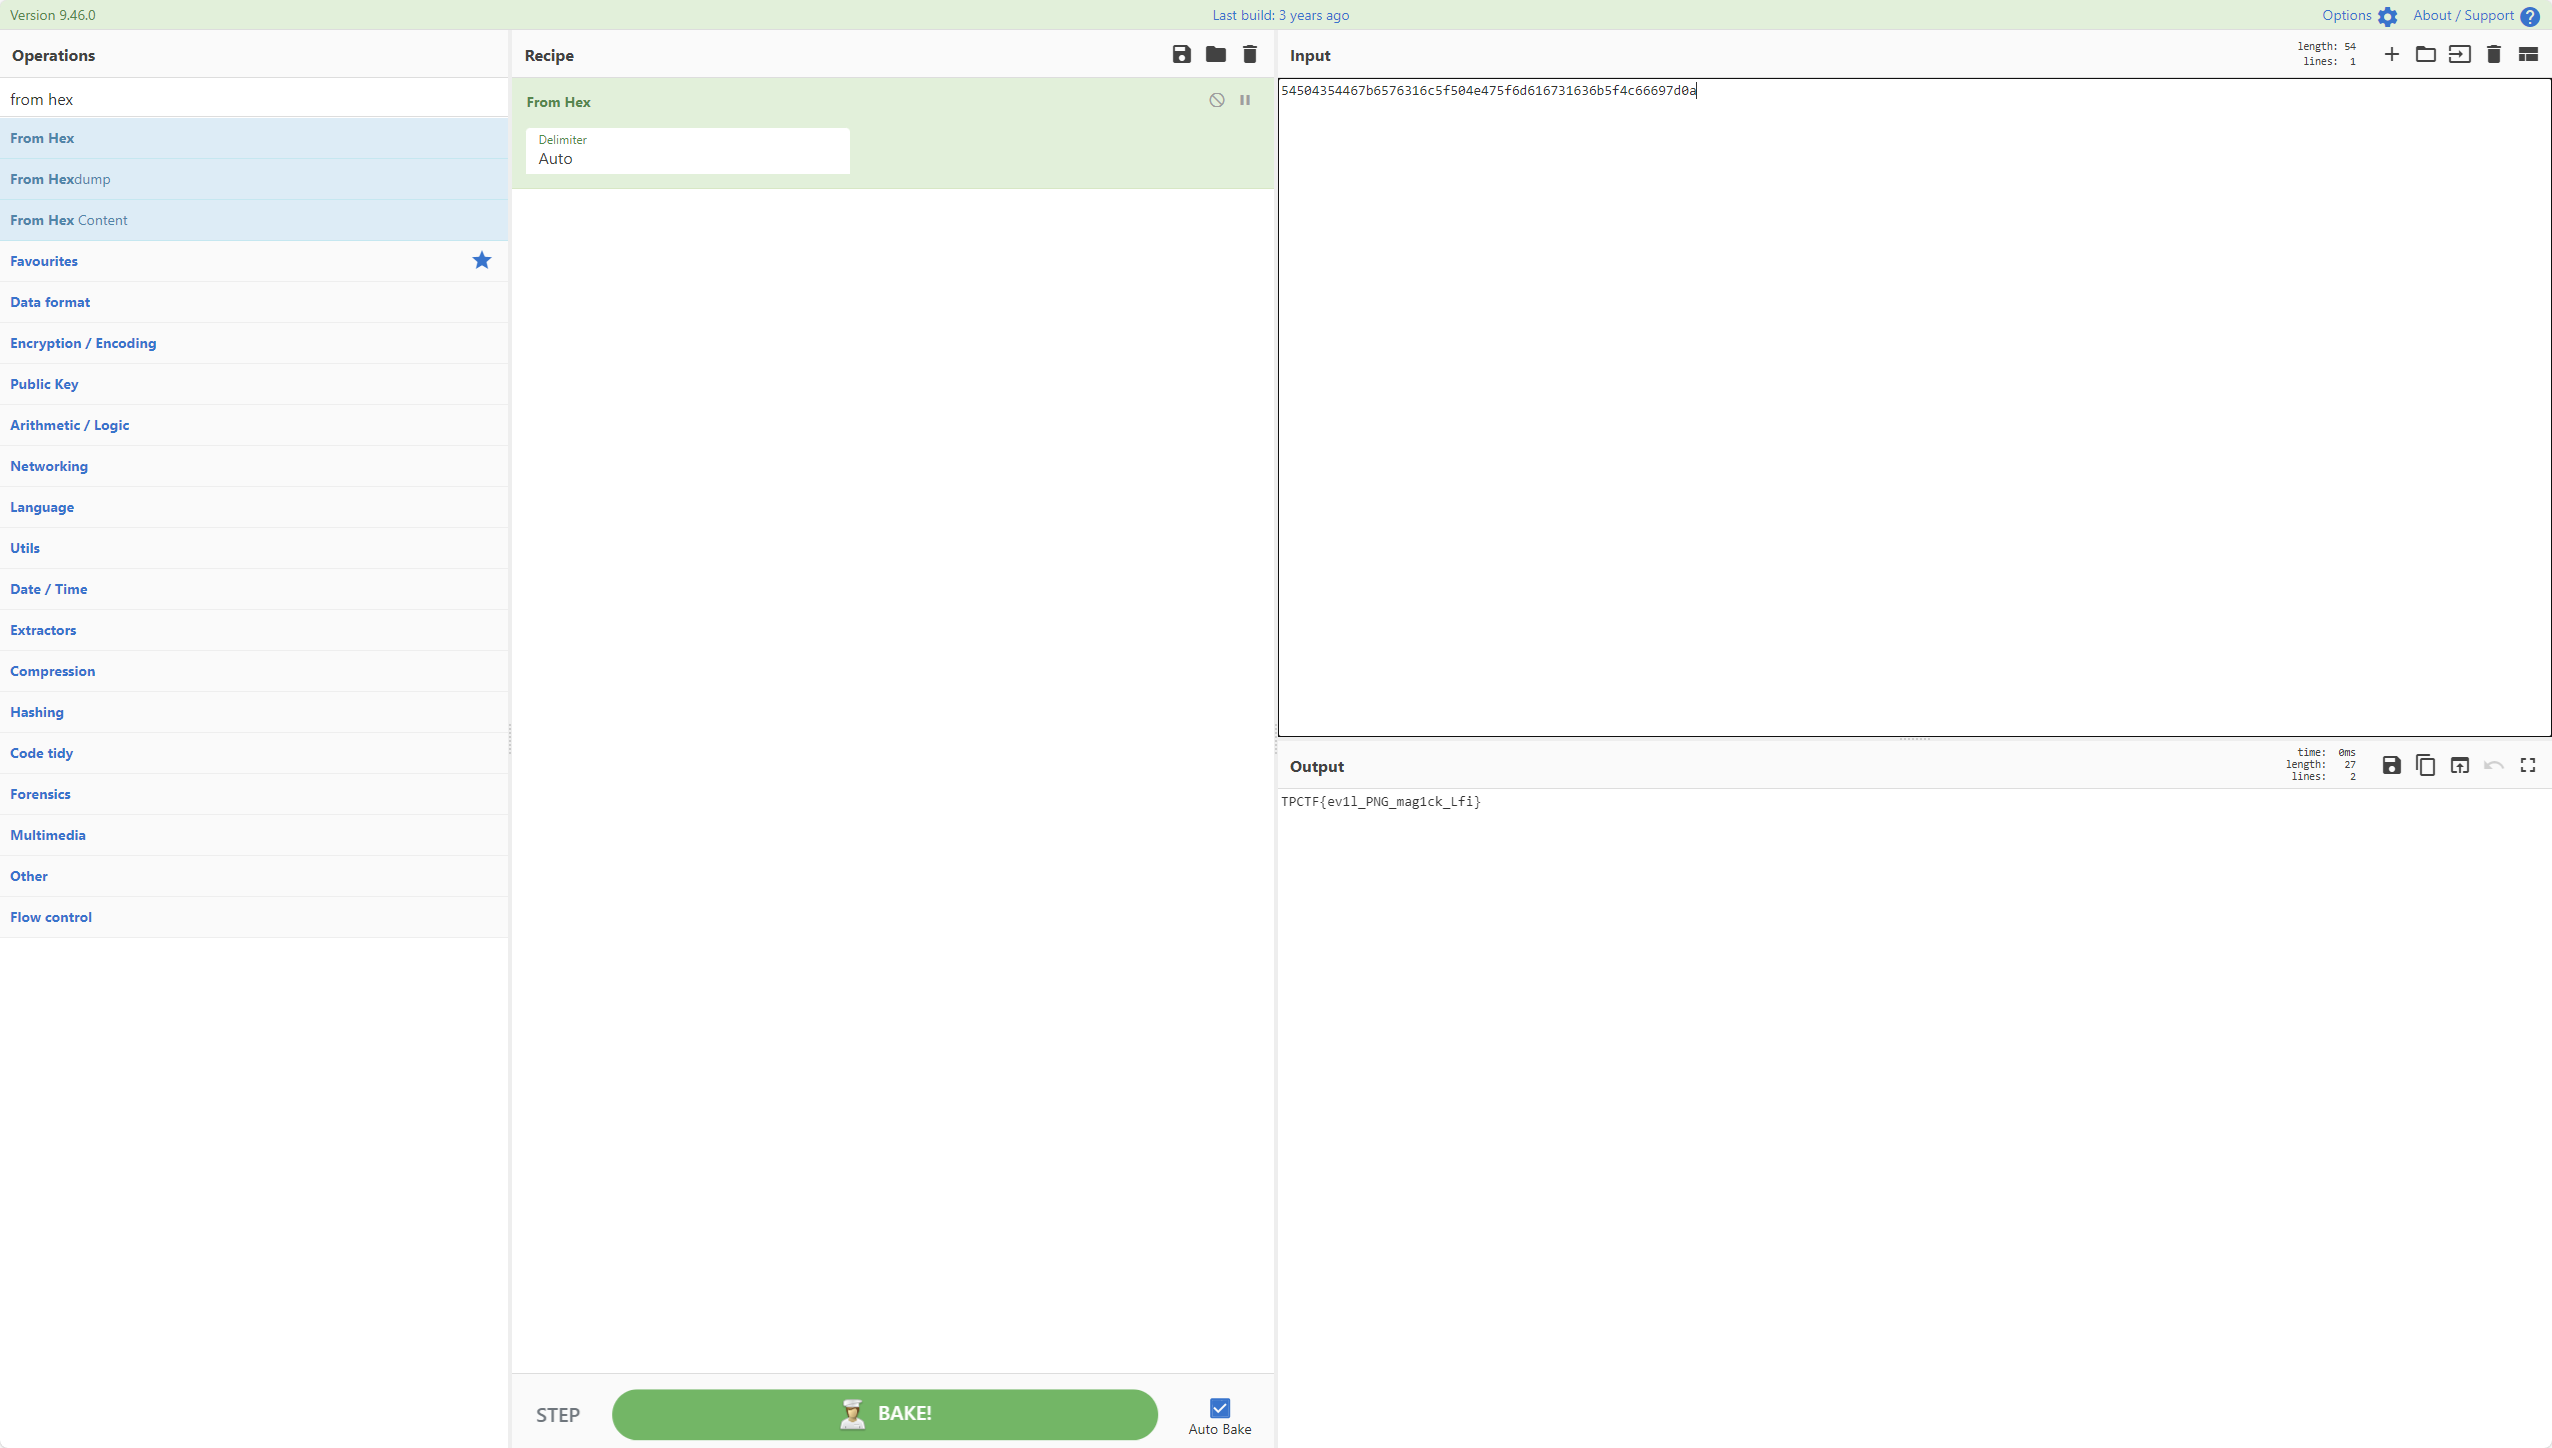 Version 9.46.0
Last build: 3 years ago
Options
About / Support
Operations
from hex
From Hex
From Hexdump
From Hex Content
Favourites
Data format
Encryption / Encoding
Public Key
Arithmetic / Logic
Networking
Language
Utils
Date / Time
Extractors
Compression
Hashing
Code tidy
Forensics
Multimedia
Other
Flow control
Recipe
From Hex
Delimiter
Auto
STEP
BAKE!
Auto Bake
Input
length: 54
lines: 1
54504354467b6576316c5f504e475f6d616731636b5f4c66697d0a
Output
time: 0ms
length: 27
lines: 2
TPCTF{ev1l_PNG_mag1ck_Lfi}